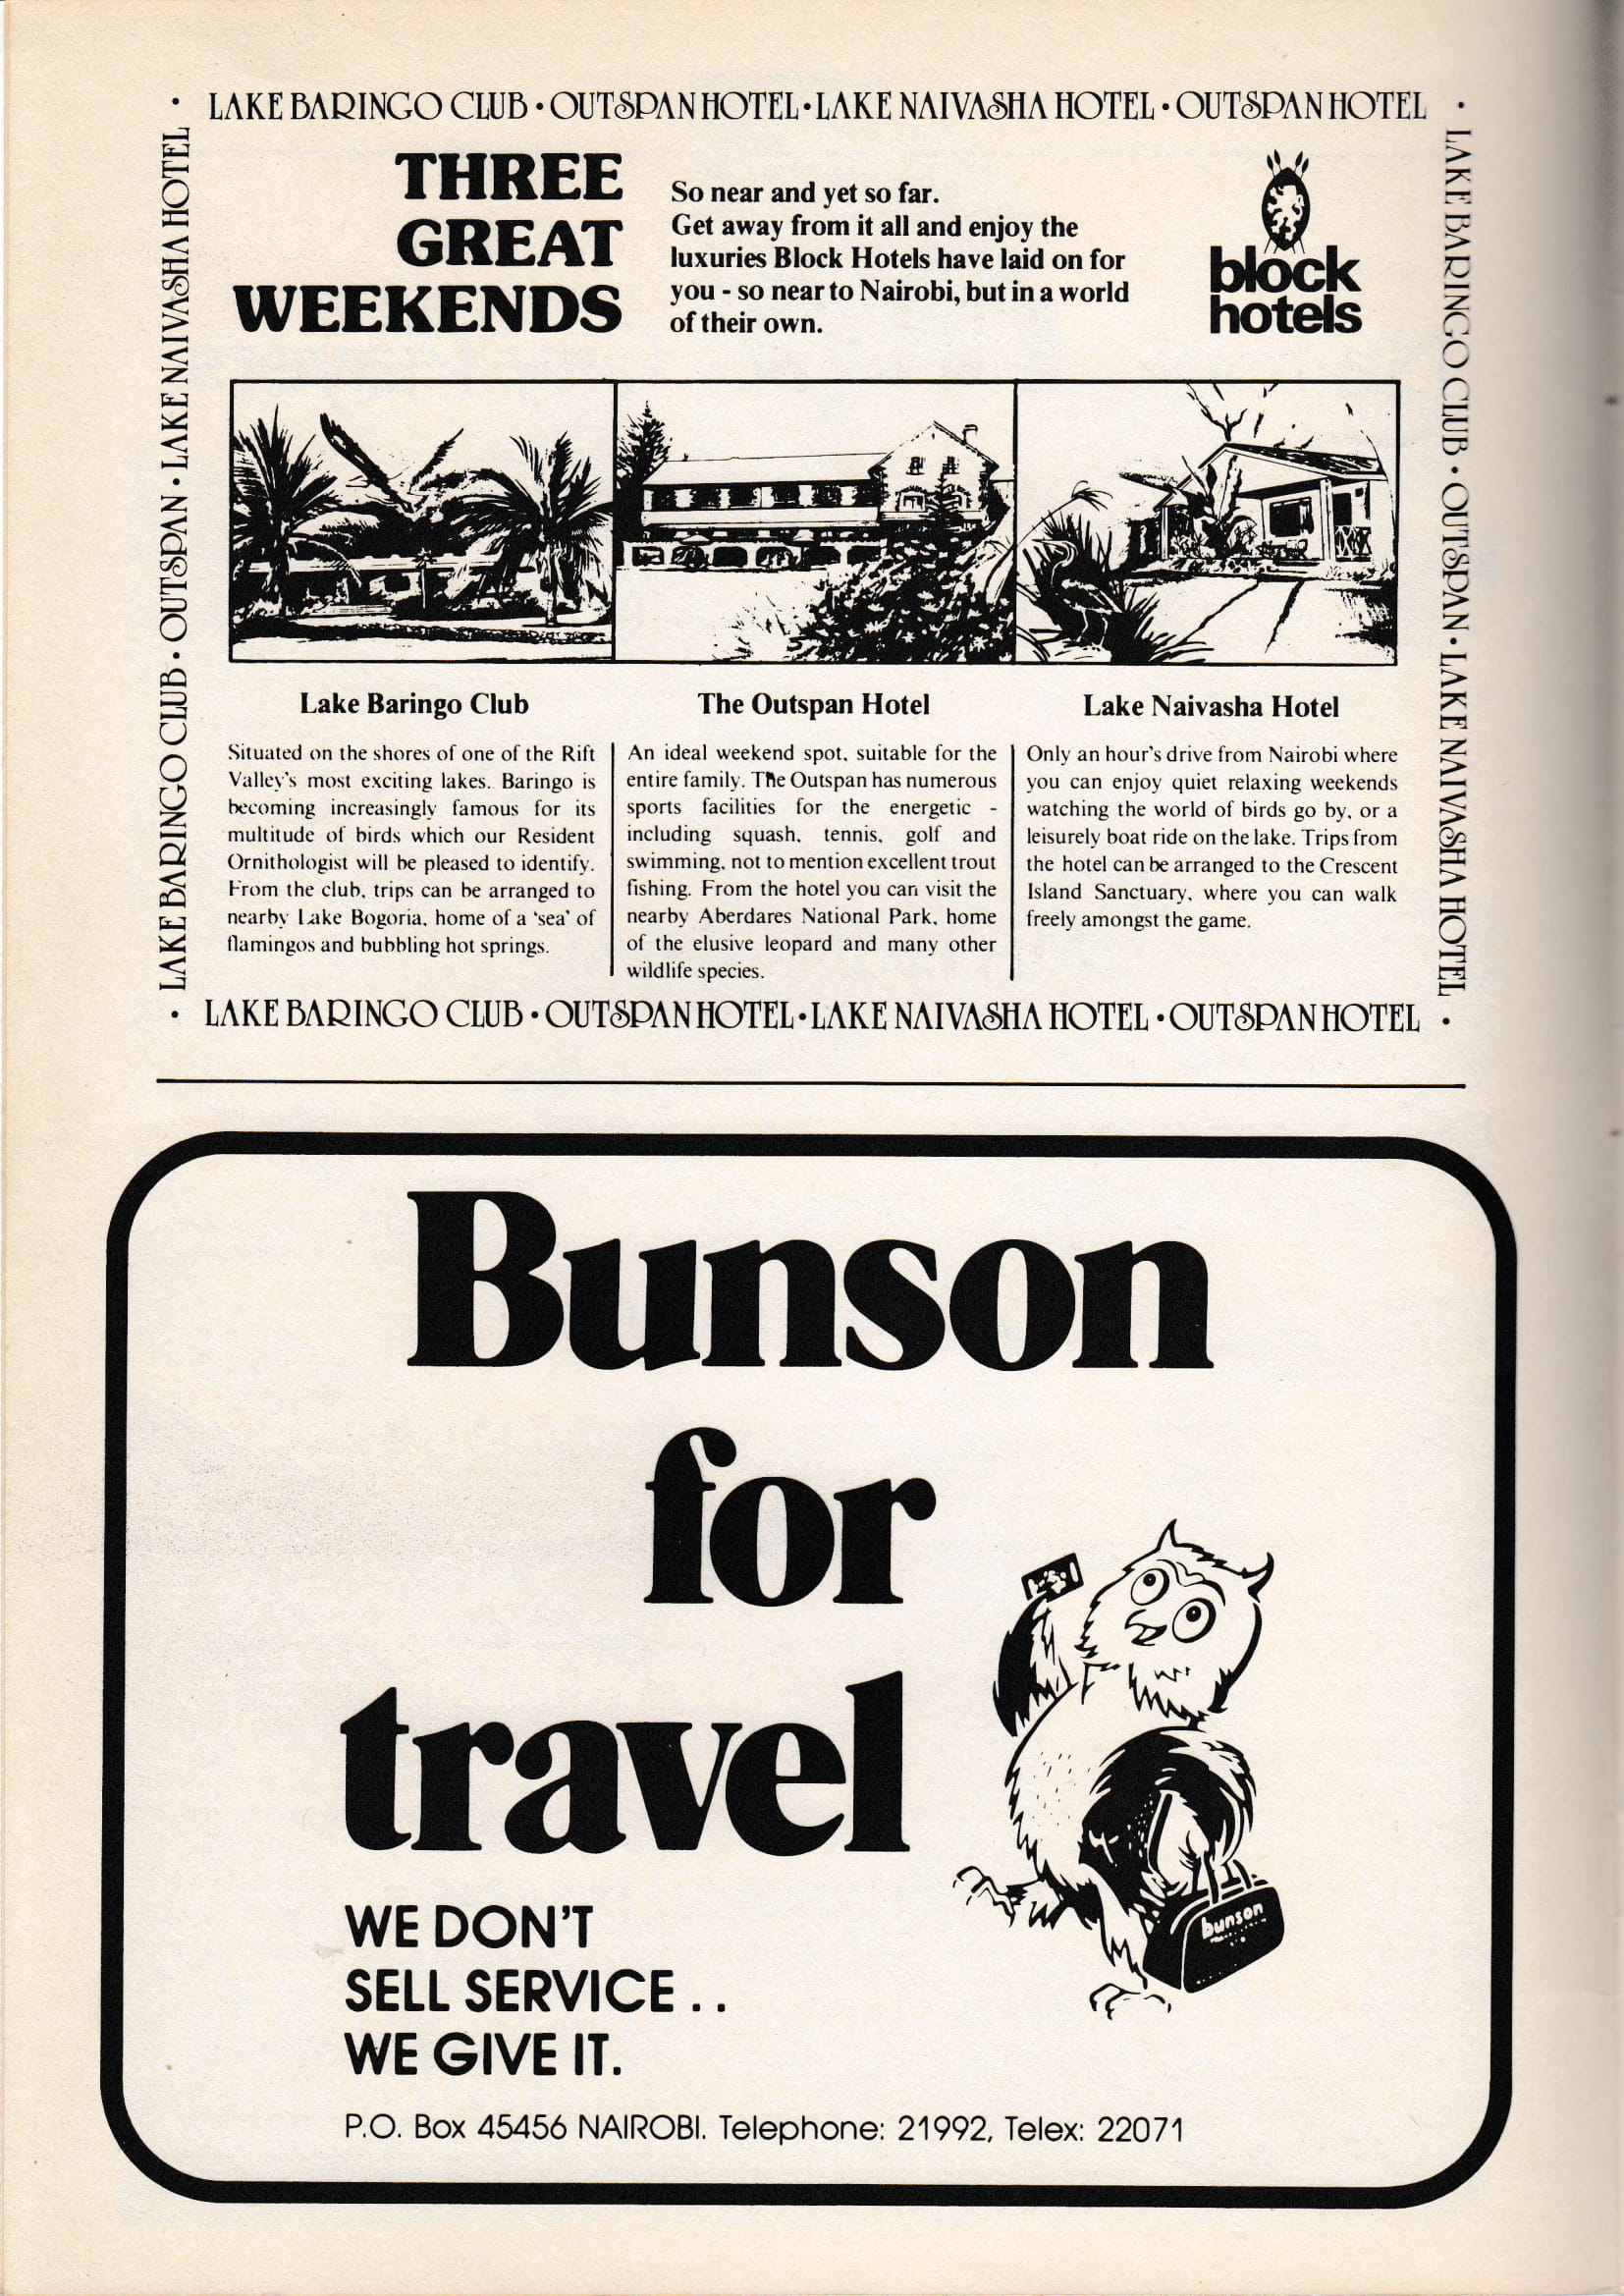 LAKE BARINGO CLUB • OUTSPAN HOTEL • LAKE NAIVASHA HOTEL • OUTSPAN HOTEL •
LAKE BARINGO CLUB • OUTSPAN • LAKE NAIVASHA HOTEL
LAKE BARINGO CLUB • OUTSPAN • LAKE NAIVASHA HOTEL
THREE
GREAT
WEEKENDS
So near and yet so far.
Get away from it all and enjoy the
luxuries Block Hotels have laid on for
you - so near to Nairobi, but in a world
of their own.
block
hotels
Lake Baringo Club
Situated on the shores of one of the Rift
Valley's most exciting lakes. Baringo is
becoming increasingly famous for its
multitude of birds which our Resident
Ornithologist will be pleased to identify.
From the club, trips can be arranged to
nearby Lake Bogoria, home of a 'sea' of
flamingos and bubbling hot springs.
The Outspan Hotel
An ideal weekend spot, suitable for the
entire family. The Outspan has numerous
sports facilities for the energetic -
including squash, tennis, golf and
swimming, not to mention excellent trout
fishing. From the hotel you can visit the
nearby Aberdares National Park, home
of the elusive leopard and many other
wildlife species.
Lake Naivasha Hotel
Only an hour's drive from Nairobi where
you can enjoy quiet relaxing weekends
watching the world of birds go by, or a
leisurely boat ride on the lake. Trips from
the hotel can be arranged to the Crescent
Island Sanctuary, where you can walk
freely amongst the game.
• LAKE BARINGO CLUB • OUTSPAN HOTEL • LAKE NAIVASHA HOTEL • OUTSPAN HOTEL •
Bunson
for
travel
bunson
WE DON'T
SELL SERVICE . .
WE GIVE IT.
P.O. Box 45456 NAIROBI. Telephone: 21992, Telex: 22071